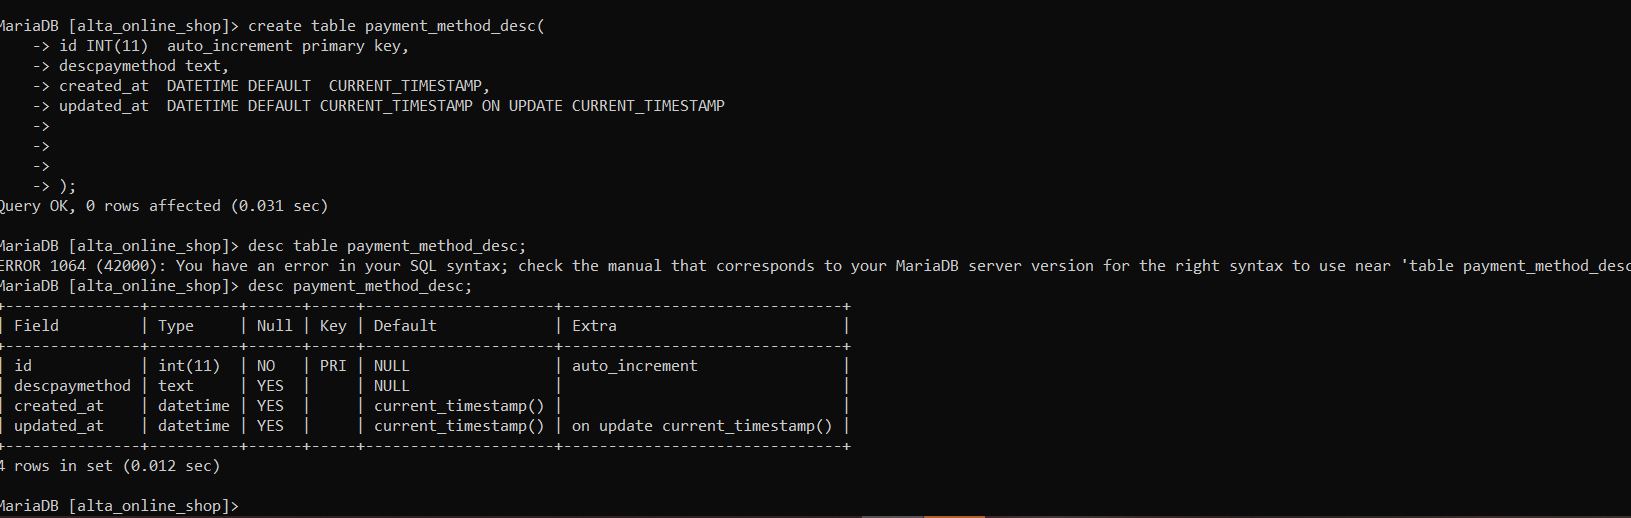 MariaDB [alta_online_shop]> create table payment_method_desc(
    -> id INT(11)  auto_increment primary key,
    -> descpaymethod text,
    -> created_at  DATETIME DEFAULT  CURRENT_TIMESTAMP,
    -> updated_at  DATETIME DEFAULT CURRENT_TIMESTAMP ON UPDATE CURRENT_TIMESTAMP
    ->
    ->
    ->
    -> );
Query OK, 0 rows affected (0.031 sec)

MariaDB [alta_online_shop]> desc table payment_method_desc;
ERROR 1064 (42000): You have an error in your SQL syntax; check the manual that corresponds to your MariaDB server version for the right syntax to use near 'table payment_method_desc
MariaDB [alta_online_shop]> desc payment_method_desc;
+---------------+----------+------+-----+---------------------+-------------------------------+
| Field         | Type     | Null | Key | Default             | Extra                         |
+---------------+----------+------+-----+---------------------+-------------------------------+
| id            | int(11)  | NO   | PRI | NULL                | auto_increment                |
| descpaymethod | text     | YES  |     | NULL                |                               |
| created_at    | datetime | YES  |     | current_timestamp() |                               |
| updated_at    | datetime | YES  |     | current_timestamp() | on update current_timestamp() |
+---------------+----------+------+-----+---------------------+-------------------------------+
4 rows in set (0.012 sec)

MariaDB [alta_online_shop]>